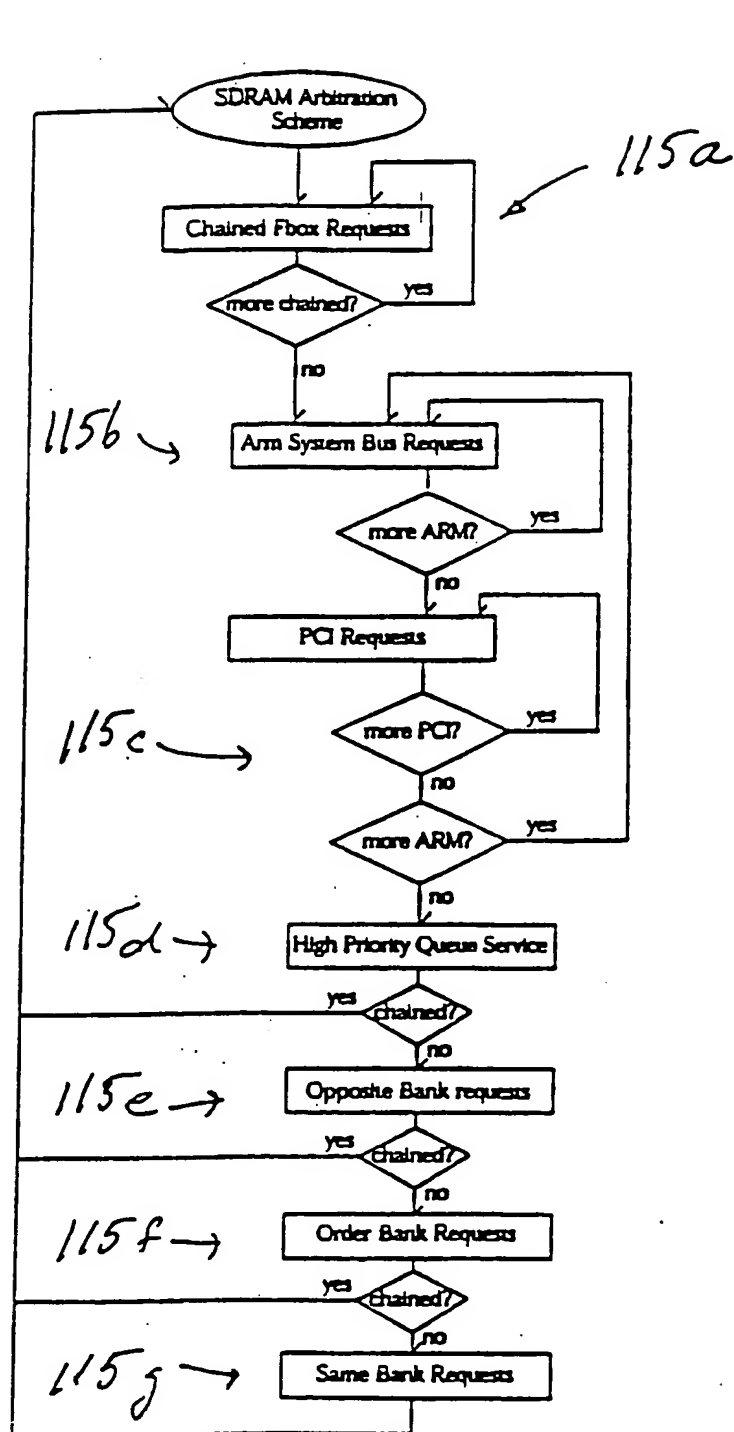 SDRAM Arbitration
Scheme
115a
Chained Fbox Requests
more chained?
yes
no
115b
Arm System Bus Requests
more ARM?
yes
no
PCI Requests
115c
more PCI?
yes
no
more ARM?
yes
no
115d
High Priority Queue Service
yes
chained?
no
115e
Opposite Bank requests
yes
chained?
no
115f
Order Bank Requests
yes
chained?
no
115g
Same Bank Requests